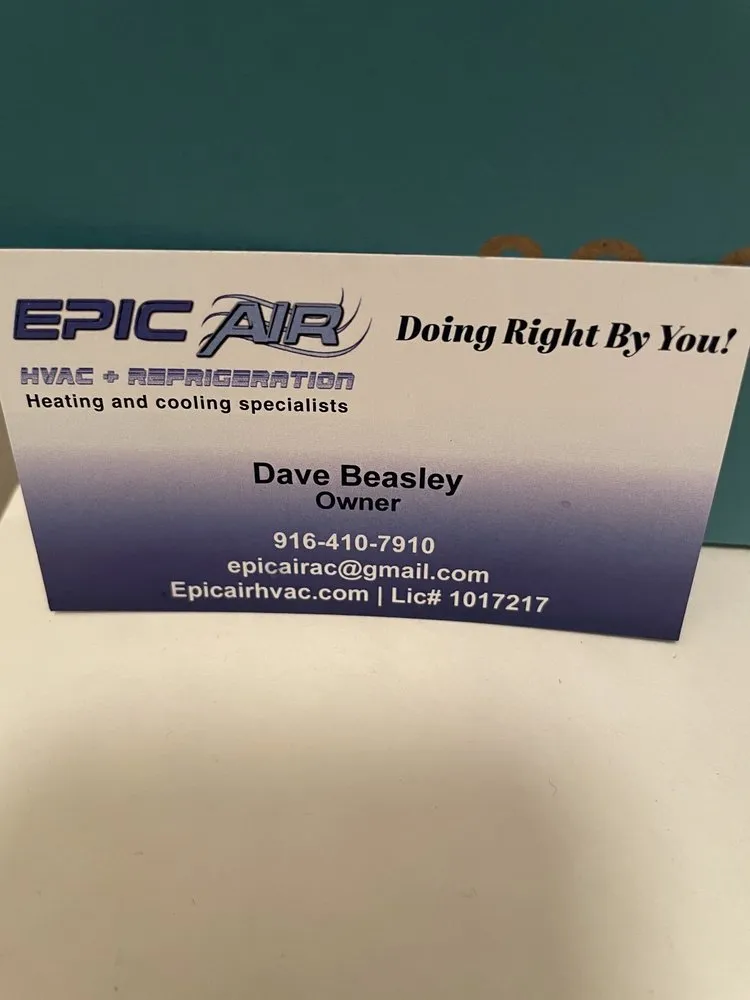 EPIC AIR
Doing Right By You!
HVAC + REFRIGERATION
Heating and cooling specialists
Dave Beasley
Owner
916-410-7910
epicairac@gmail.com
Epicairhvac.com | Lic# 1017217